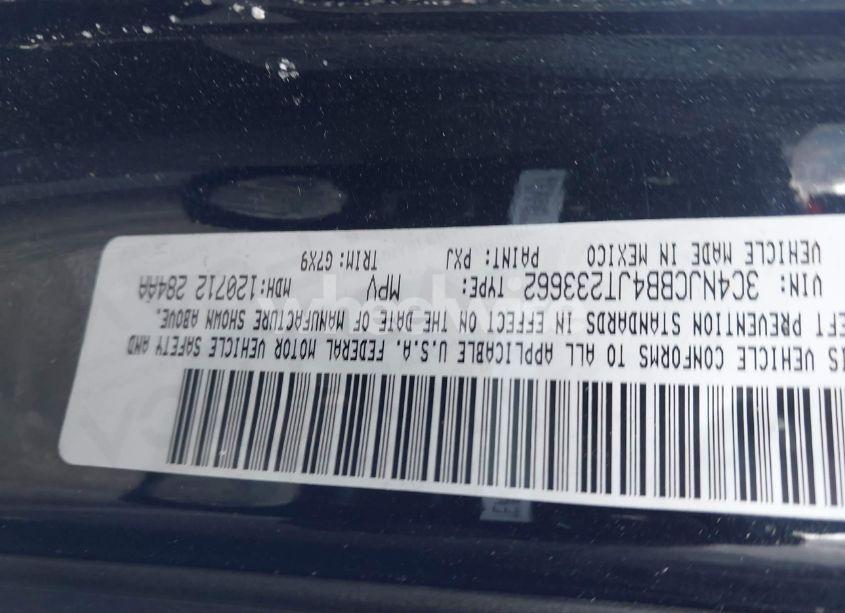 IS VEHICLE CONFORMS TO ALL APPLICABLE U.S.A. FEDERAL MOTOR VEHICLE SAFETY AND
EFT PREVENTION STANDARDS IN EFFECT ON THE DATE OF MANUFACTURE SHOWN ABOVE.
VIN: 3C4NJCBB4JT233662 TYPE: MPV MDH:120712 284AA
VEHICLE MADE IN MEXICO PAINT: PXJ TRIM: G7X9